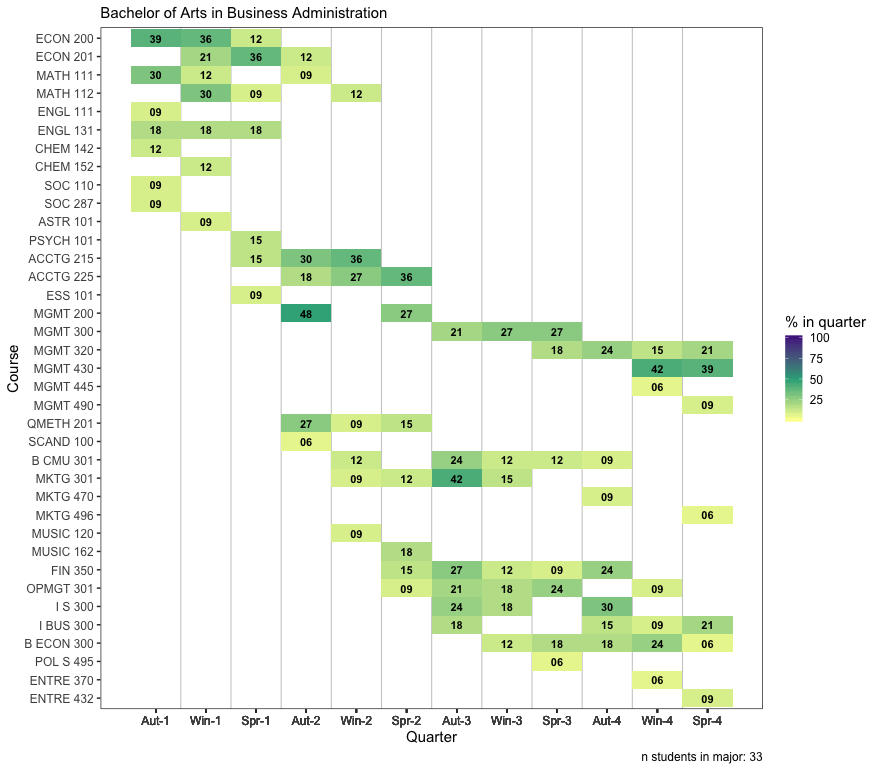 Bachelor of Arts in Business Administration
ECON 200 39 36 12
ECON 201 21 36 12
MATH 111 30 12 09
MATH 112 30 09 12
ENGL 111 09
ENGL 131 18 18 18
CHEM 142 12
CHEM 152 12
SOC 110 09
SOC 287 09
ASTR 101 09
PSYCH 101 15
ACCTG 215 15 30 36
ACCTG 225 18 27 36
ESS 101 09
MGMT 200 48 27
MGMT 300 21 27 27
MGMT 320 18 24 15 21
MGMT 430 42 39
MGMT 445 06
MGMT 490 09
QMETH 201 27 09 15
SCAND 100 06
B CMU 301 12 24 12 12 09
MKTG 301 09 12 42 15
MKTG 470 09
MKTG 496 06
MUSIC 120 09
MUSIC 162 18
FIN 350 15 27 12 09 24
OPMGT 301 09 21 18 24 09
I S 300 24 18 30
I BUS 300 18 15 09 21
B ECON 300 12 18 18 24 06
POL S 495 06
ENTRE 370 06
ENTRE 432 09
Course
Aut-1 Win-1 Spr-1 Aut-2 Win-2 Spr-2 Aut-3 Win-3 Spr-3 Aut-4 Win-4 Spr-4
Quarter
% in quarter
100
75
50
25
n students in major: 33